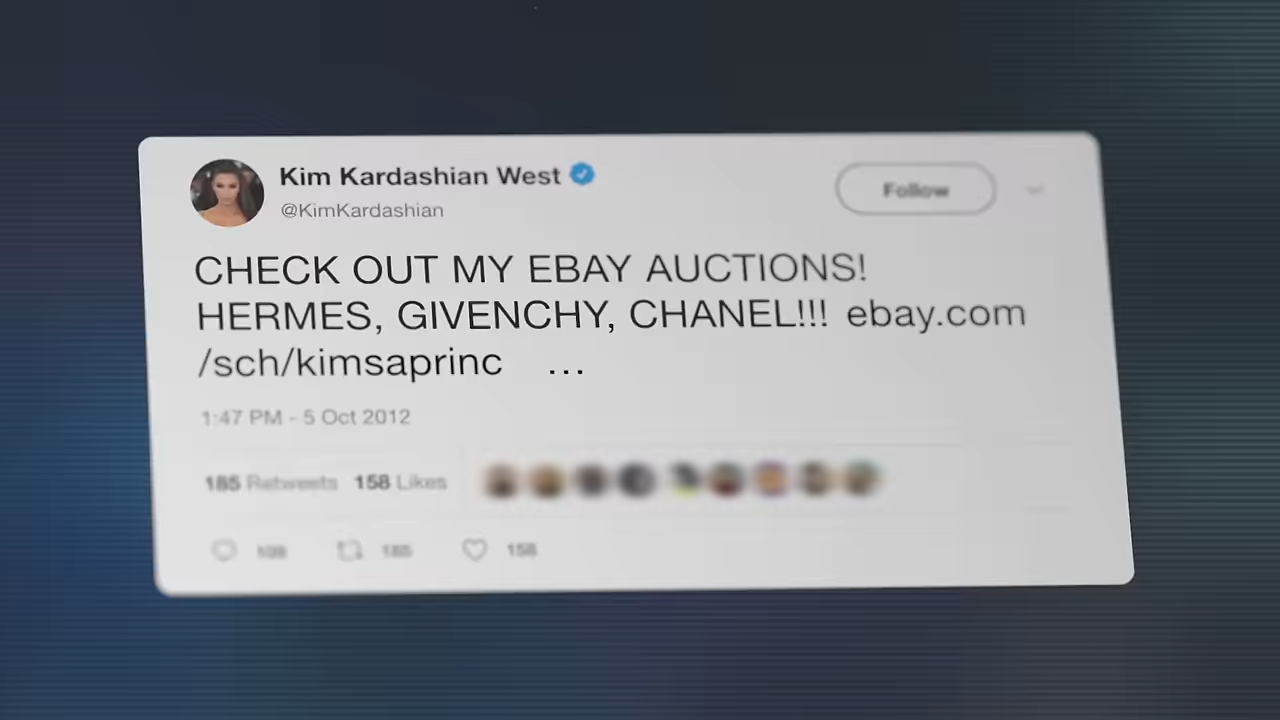 Kim Kardashian West
Follow
@KimKardashian
CHECK OUT MY EBAY AUCTIONS!
HERMES, GIVENCHY, CHANEL!!! ebay.com
/sch/kimsaprinc ...
1:47 PM - 5 Oct 2012
185 Retweets 158 Likes
185 158